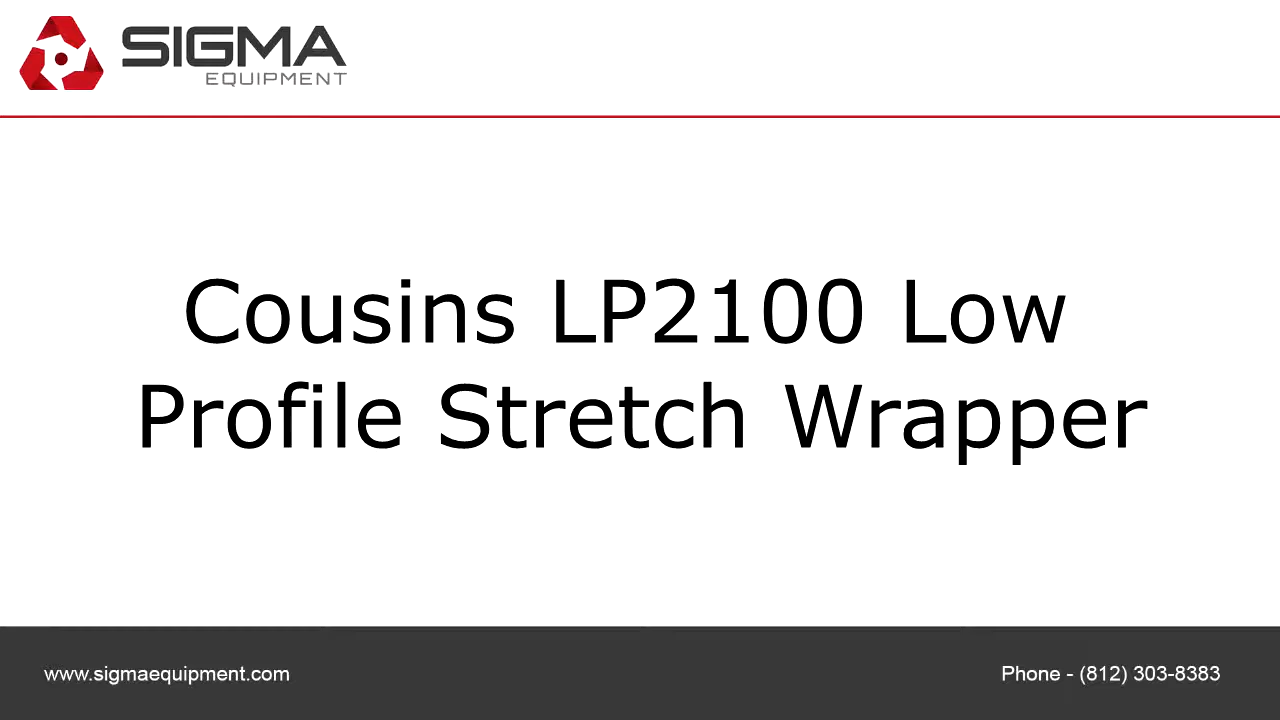 SIGMA
EQUIPMENT
Cousins LP2100 Low
Profile Stretch Wrapper
www.sigmaequipment.com
Phone - (812) 303-8383